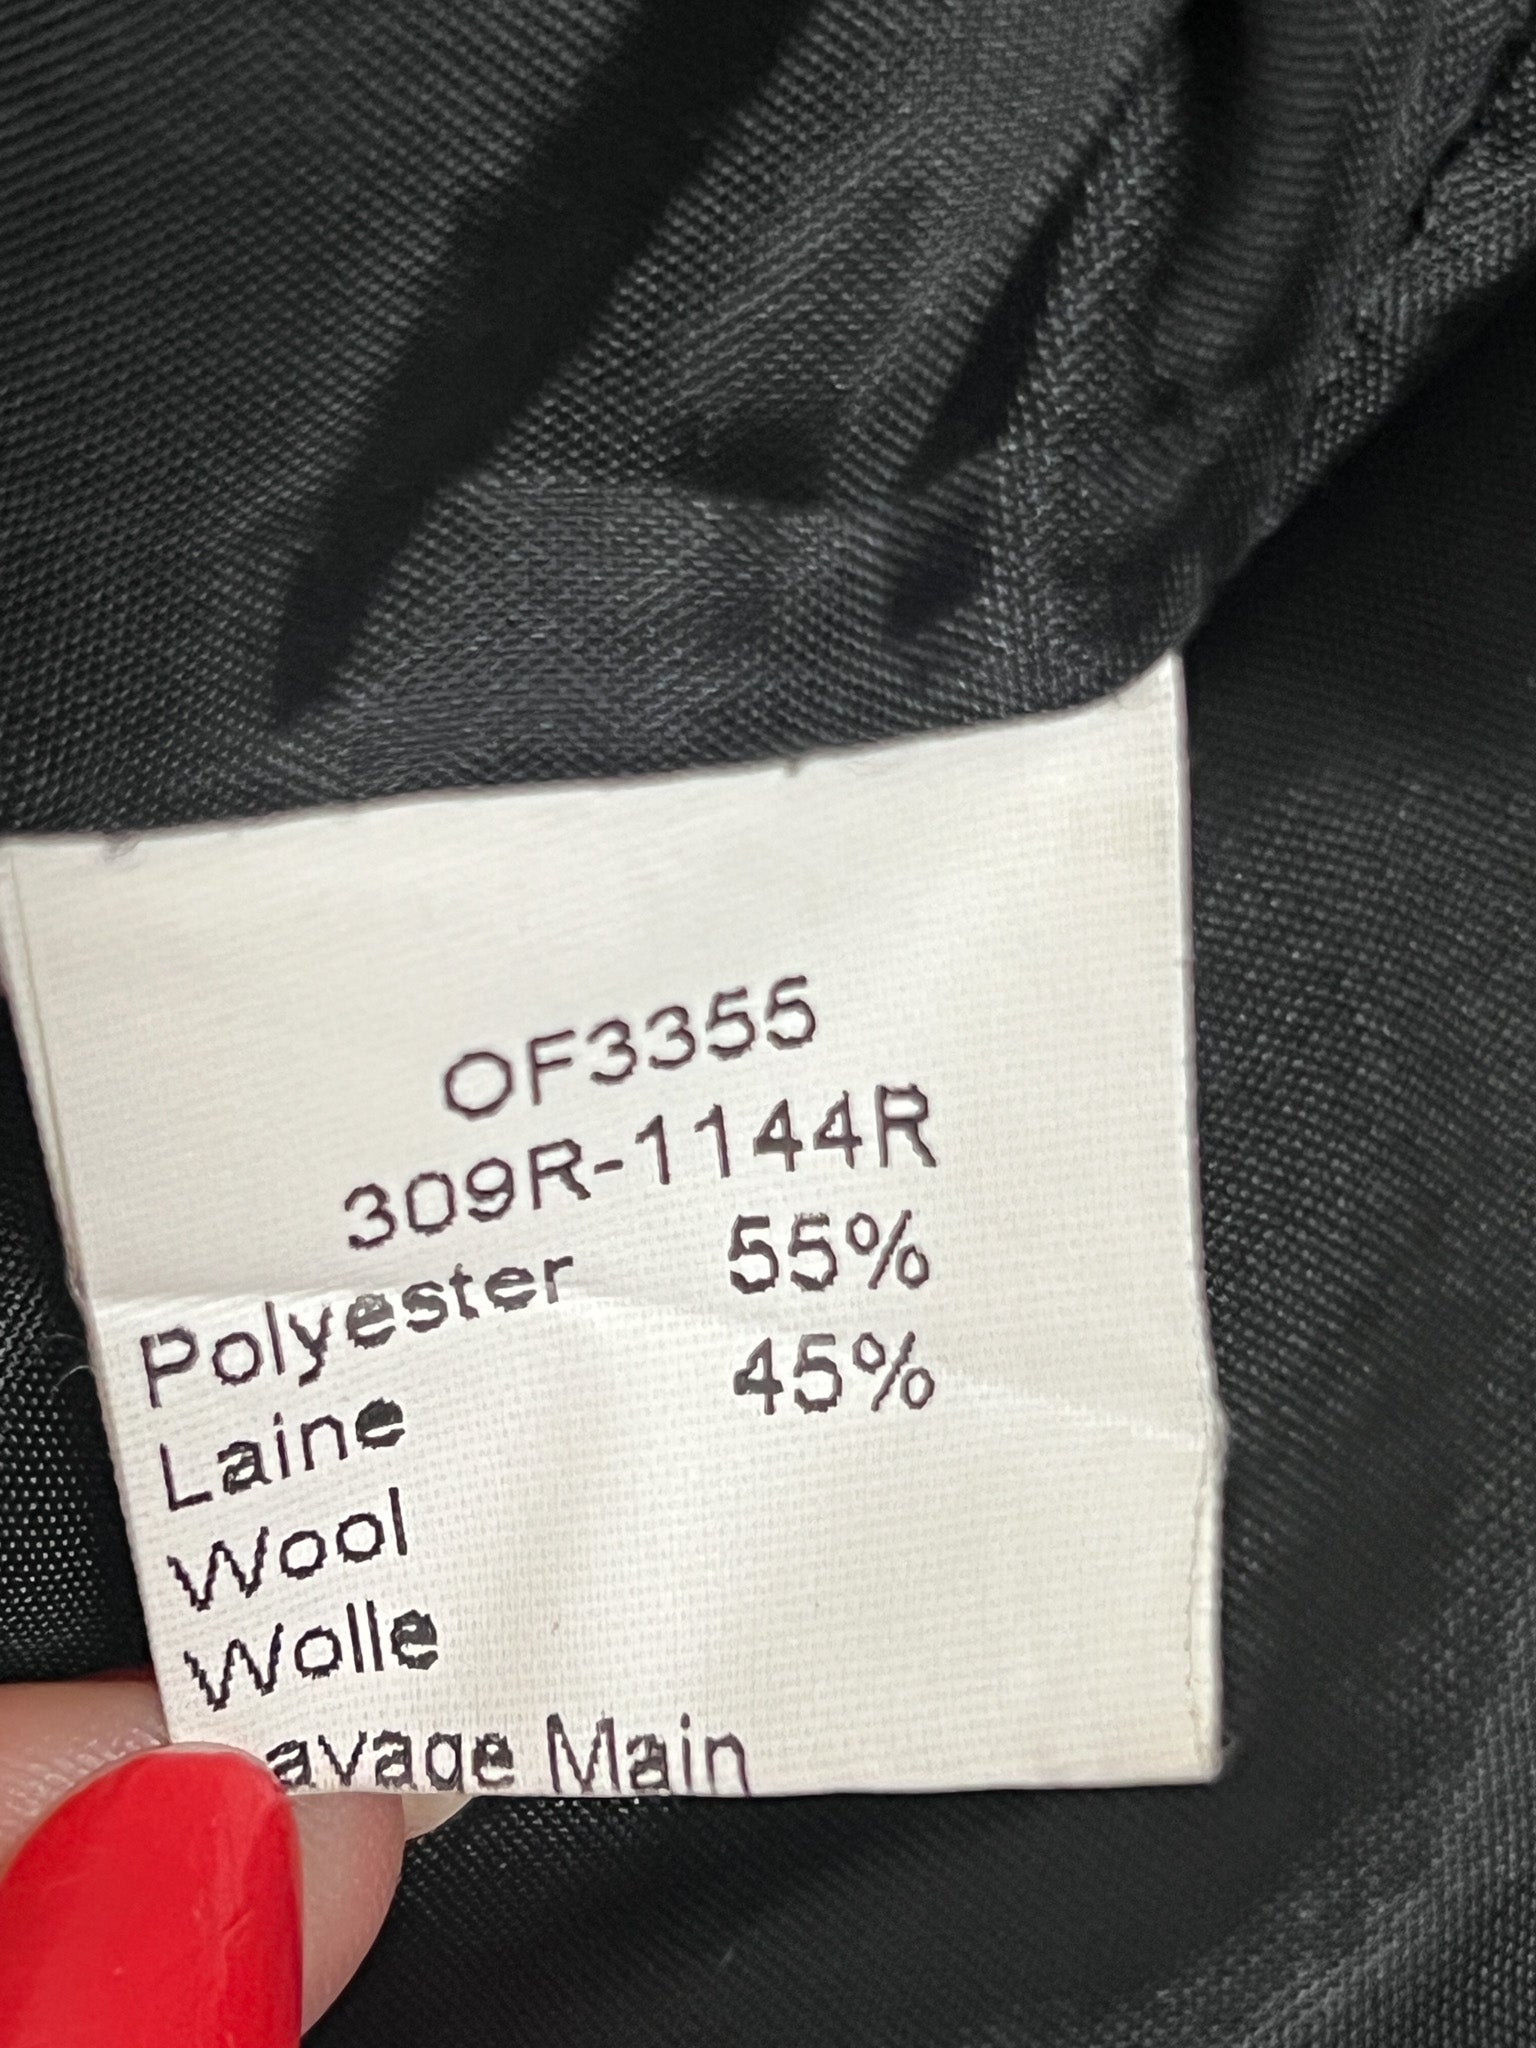 OF3355
309R-1144R
Polyester 55%
Laine 45%
Wool
Wolle
avage Main